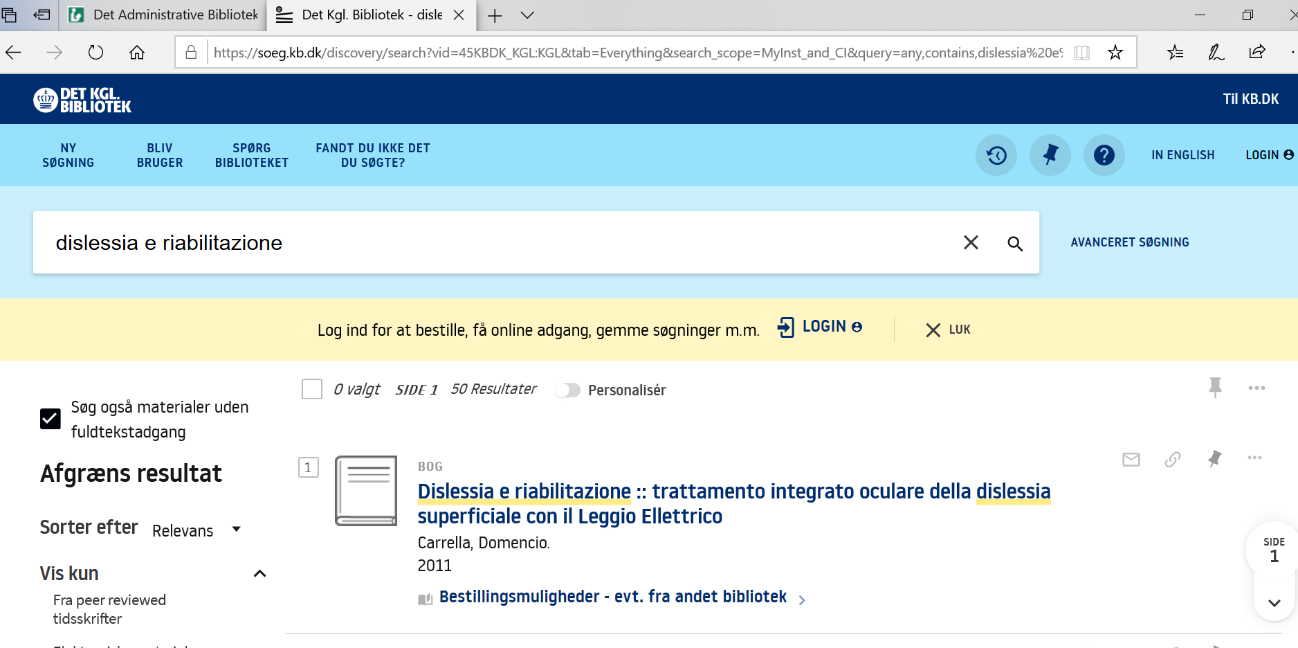 Det Administrative Bibliotek
Det Kgl. Bibliotek - disle
https://soeg.kb.dk/discovery/search?vid=45KBDK_KGL:KGL&tab=Everything&search_scope=MyInst_and_CI&query=any,contains,dislessia%20e%
DET KGL.
BIBLIOTEK
Til KB.DK
NY
SØGNING
BLIV
BRUGER
SPØRG
BIBLIOTEKET
FANDT DU IKKE DET
DU SØGTE?
IN ENGLISH
LOGIN
dislessia e riabilitazione
AVANCERET SØGNING
Log ind for at bestille, få online adgang, gemme søgninger m.m.
LOGIN
LUK
0 valgt SIDE 1 50 Resultater Personalisér
Søg også materialer uden
fuldtekstadgang
Afgræns resultat
Sorter efter Relevans
Vis kun
Fra peer reviewed
tidsskrifter
1
BOG
Dislessia e riabilitazione :: trattamento integrato oculare della dislessia
superficiale con il Leggio Ellettrico
Carrella, Domencio.
2011
Bestillingsmuligheder - evt. fra andet bibliotek
SIDE
1